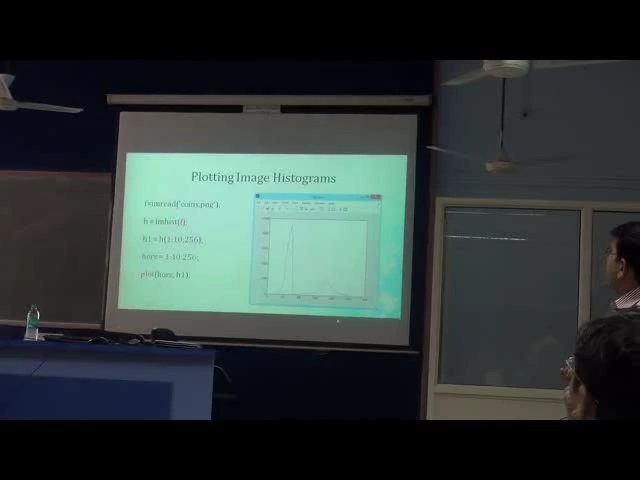 Plotting Image Histograms
f=imread('coins.png');
h = imhist(f);
h1 = h(1:10:256);
horz = 1:10:256;
plot(horz, h1)